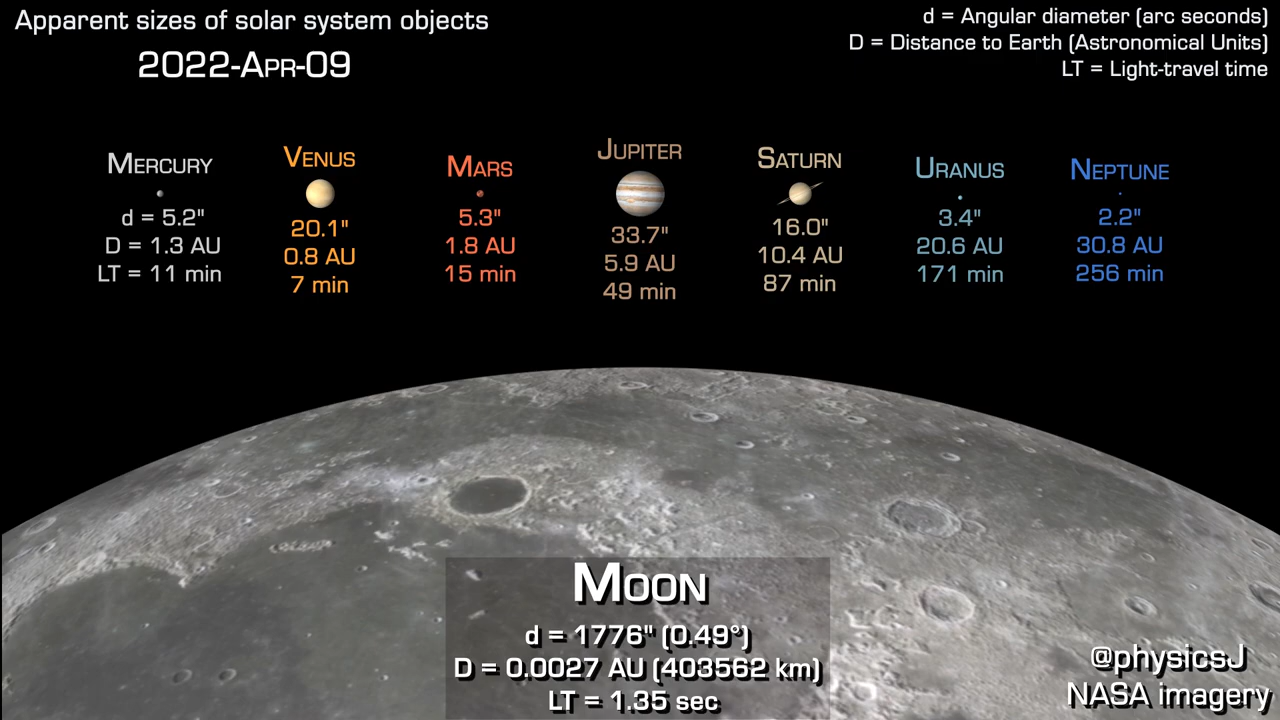 Apparent sizes of solar system objects
2022-Apr-09
d = Angular diameter (arc seconds)
D = Distance to Earth (Astronomical Units)
LT = Light-travel time
Mercury
d = 5.2"
D = 1.3 AU
LT = 11 min
Venus
20.1"
0.8 AU
7 min
Mars
5.3"
1.8 AU
15 min
Jupiter
33.7"
5.9 AU
49 min
Saturn
16.0"
10.4 AU
87 min
Uranus
3.4"
20.6 AU
171 min
Neptune
2.2"
30.8 AU
256 min
Moon
d = 1776" (0.49°)
D = 0.0027 AU (403562 km)
LT = 1.35 sec
@physicsJ
NASA imagery